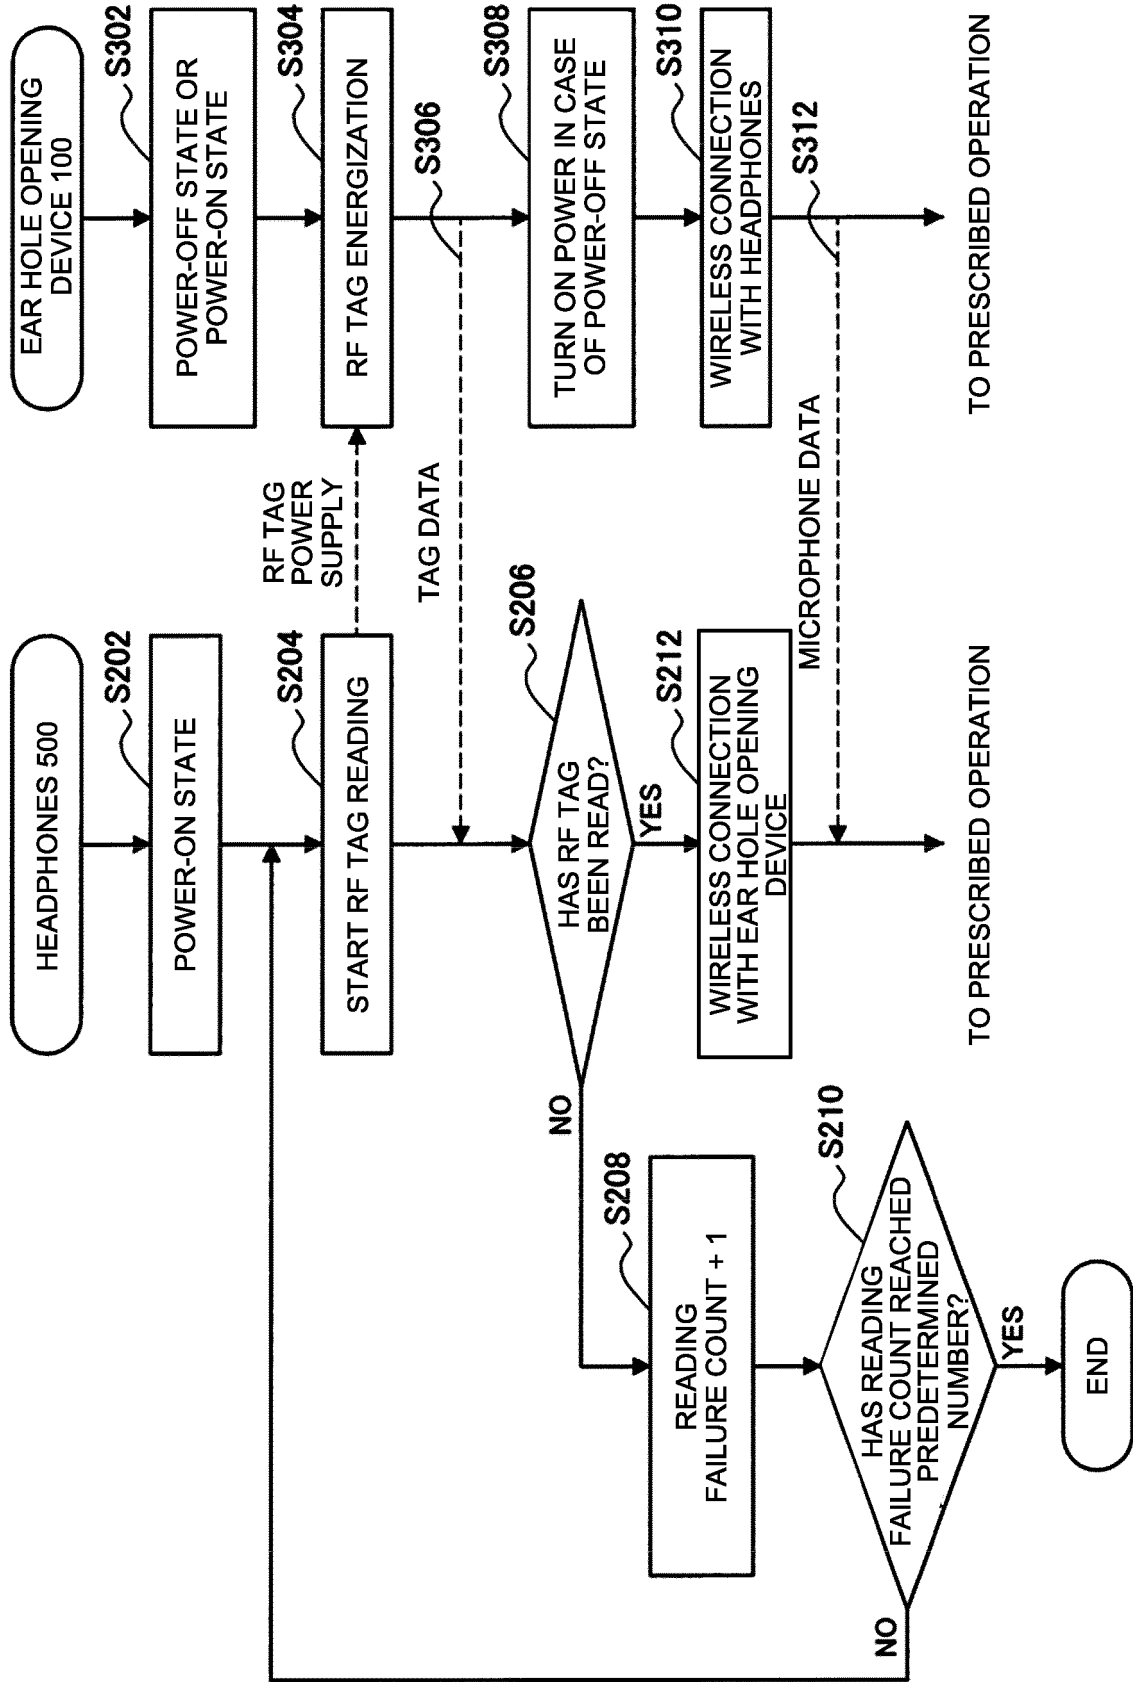 HEADPHONES 500
S202
POWER-ON STATE
S204
START RF TAG READING
RF TAG
POWER
SUPPLY
TAG DATA
S206
HAS RF TAG
BEEN READ?
YES
NO
S212
WIRELESS CONNECTION
WITH EAR HOLE OPENING
DEVICE
MICROPHONE DATA
TO PRESCRIBED OPERATION
S208
READING
FAILURE COUNT + 1
S210
HAS READING
FAILURE COUNT REACHED
PREDETERMINED
NUMBER?
NO
YES
END
EAR HOLE OPENING
DEVICE 100
S302
POWER-OFF STATE OR
POWER-ON STATE
S304
RF TAG ENERGIZATION
S306
S308
TURN ON POWER IN CASE
OF POWER-OFF STATE
S310
WIRELESS CONNECTION
WITH HEADPHONES
S312
TO PRESCRIBED OPERATION